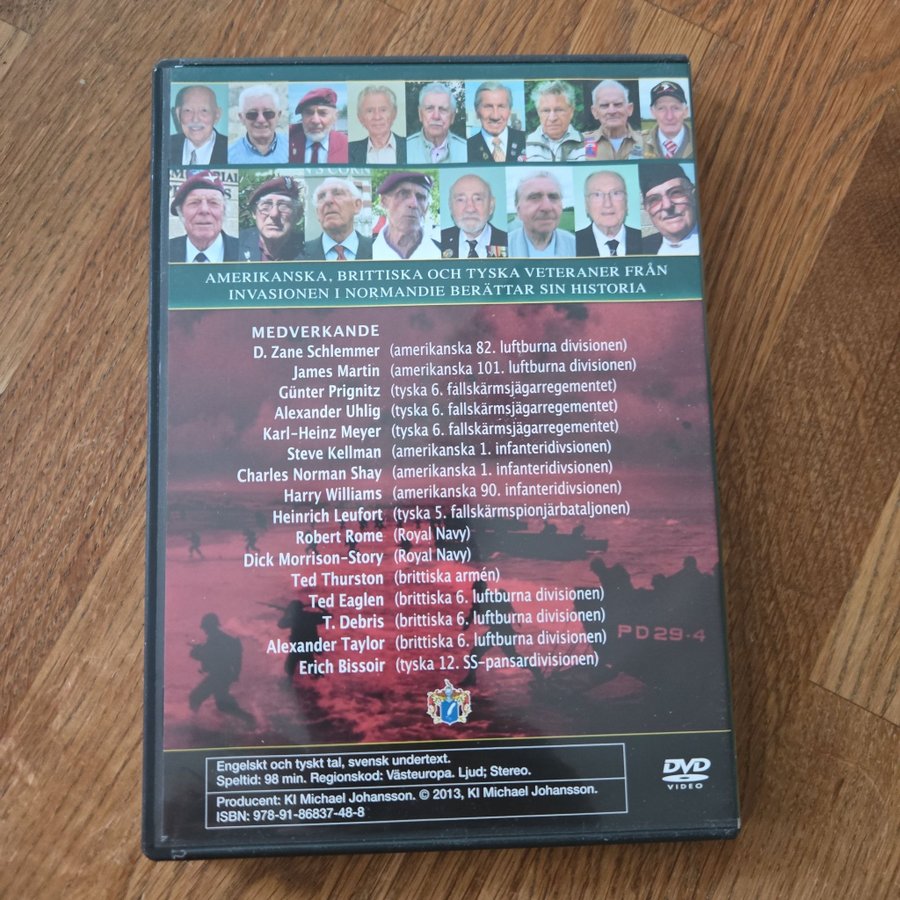 AMERIKANSKA, BRITTISKA OCH TYSKA VETERANER FRÅN
INVASIONEN I NORMANDIE BERÄTTAR SIN HISTORIA
MEDVERKANDE
D. Zane Schlemmer (amerikanska 82. luftburna divisionen)
James Martin (amerikanska 101. luftburna divisionen)
Günter Prignitz (tyska 6. fallskärmsjägarregementet)
Alexander Uhlig (tyska 6. fallskärmsjägarregementet)
Karl-Heinz Meyer (tyska 6. fallskärmsjägarregementet)
Steve Kellman (amerikanska 1. infanteridivsionen)
Charles Norman Shay (amerikanska 1. infanteridivsionen)
Harry Williams (amerikanska 90. infanteridivsionen)
Heinrich Leufort (tyska 5. fallskärmspionjärbataljonen)
Robert Rome (Royal Navy)
Dick Morrison-Story (Royal Navy)
Ted Thurston (brittiska armén)
Ted Eaglen (brittiska 6. luftburna divisionen)
T. Debris (brittiska 6. luftburna divisionen)
Alexander Taylor (brittiska 6. luftburna divisionen)
Erich Bissoir (tyska 12. SS-pansardivisionen)
PD 29-4
Engelskt och tyskt tal, svensk undertext.
Speltid: 98 min. Regionskod: Västeuropa. Ljud; Stereo.
Producent: KI Michael Johansson. © 2013, KI Michael Johansson.
ISBN: 978-91-86837-48-8
DVD
VIDEO